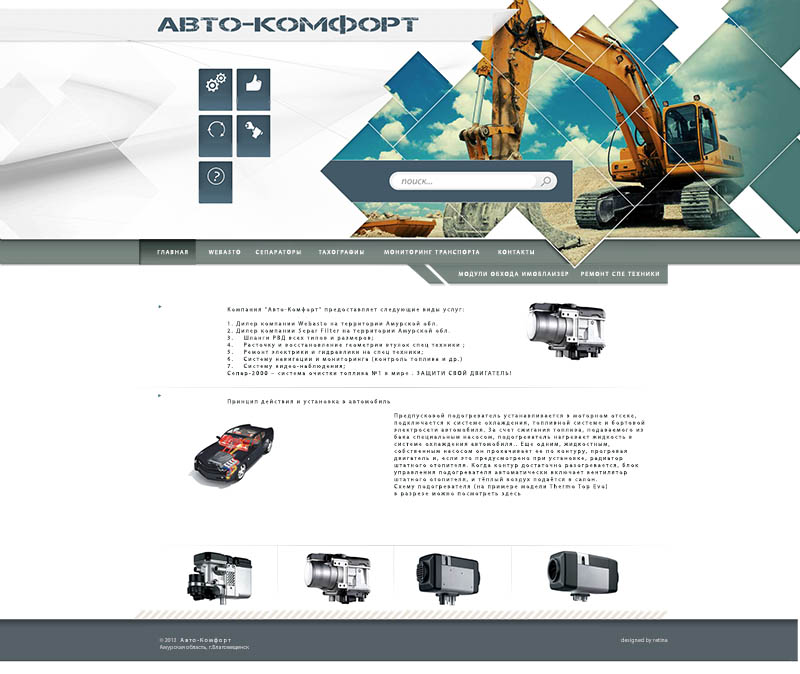 АВТО-КОМФОРТ
?
поиск...
ГЛАВНАЯ WEBASTO СЕПАРАТОРЫ ТАХОГРАФЫ МОНИТОРИНГ ТРАНСПОРТА КОНТАКТЫ
МОДУЛИ ОБХОДА ИМОБЛАИЗЕР РЕМОНТ СПЕ ТЕХНИКИ
Компания "Авто-Комфорт" предоставляет следующие виды услуг:
1. Дилер компании Webasto на территории Амурской обл.
2. Дилер компании Separ Filter на территории Амурской обл.
3. Шланги РВД всех типов и размеров;
4. Расточку и восстановление геометрии втулок спец техники ;
5. Ремонт электрики и гидравлики на спец техники;
6. Систему навигации и мониторинга (контроль топлива и др.)
7. Систему видео-наблюдения;
Сепар-2000 – система очистки топлива №1 в мире . ЗАЩИТИ СВОЙ ДВИГАТЕЛЬ!
Принцип действия и установка в автомобиль
Предпусковой подогреватель устанавливается в моторном отсеке,
подключается к системе охлаждения, топливной системе и бортовой
электросети автомобиля. За счет сжигания топлива, подаваемого из
бака специальным насосом, подогреватель нагревает жидкость в
системе охлаждения автомобиля.. Еще одним, жидкостным,
собственным насосом он прокачивает ее по контуру, прогревая
двигатель и, если это предусмотрено при установке, радиатор
штатного отопителя. Когда контур достаточно разогревается, блок
управления подогревателя автоматически включает вентилятор
штатного отопителя, и тёплый воздух подаётся в салон.
Схему подогревателя (на примере модели Thermo Top Evo)
в разрезе можно посмотреть здесь
© 2013 Авто-Комфорт
Амурская область, г.Благовещенск
designed by retina